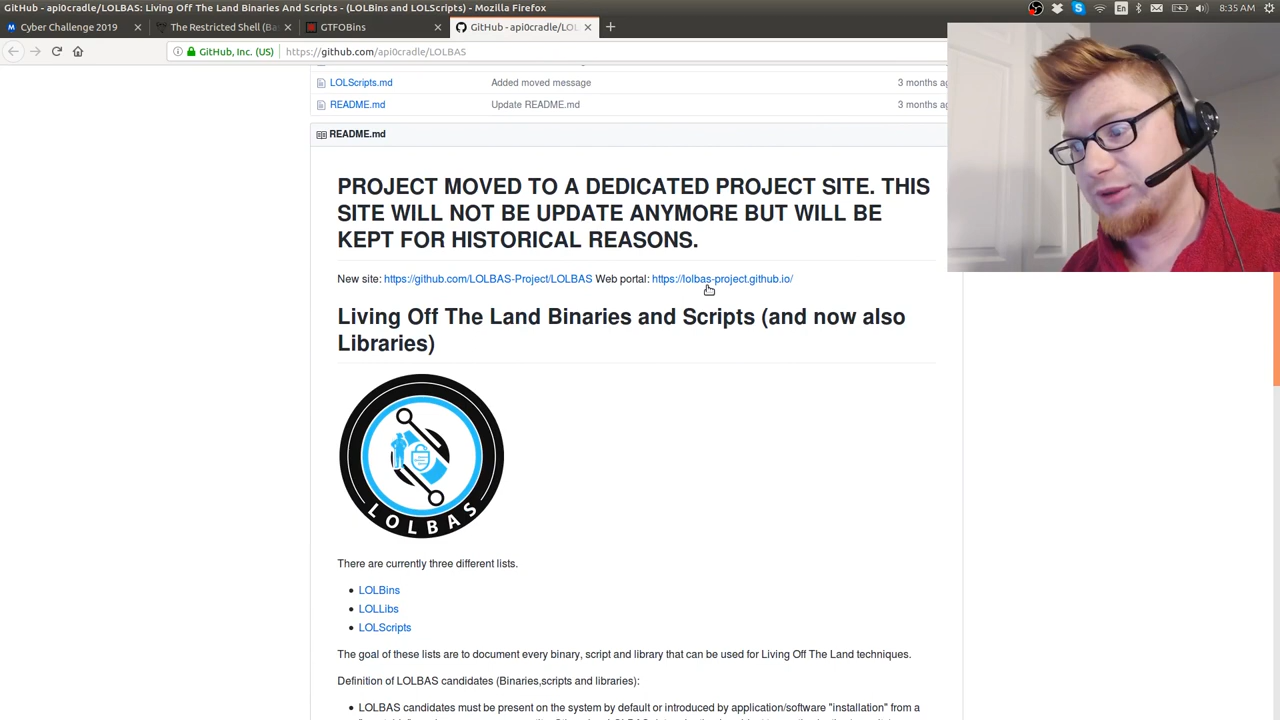 GitHub - api0cradle/LOLBAS: Living Off The Land Binaries And Scripts - (LOLBins and LOLScripts) - Mozilla Firefox
En
8:35 AM
Cyber Challenge 2019
The Restricted Shell (Ba
GTFOBins
GitHub - api0cradle/LOL
GitHub, Inc. (US)
https://github.com/api0cradle/LOLBAS
LOLScripts.md Added moved message 3 months ag
README.md Update README.md 3 months ag
README.md
PROJECT MOVED TO A DEDICATED PROJECT SITE. THIS
SITE WILL NOT BE UPDATE ANYMORE BUT WILL BE
KEPT FOR HISTORICAL REASONS.
New site: https://github.com/LOLBAS-Project/LOLBAS Web portal: https://lolbas-project.github.io/
Living Off The Land Binaries and Scripts (and now also
Libraries)
LOLBAS
There are currently three different lists.
LOLBins
LOLLibs
LOLScripts
The goal of these lists are to document every binary, script and library that can be used for Living Off The Land techniques.
Definition of LOLBAS candidates (Binaries,scripts and libraries):
LOLBAS candidates must be present on the system by default or introduced by application/software "installation" from a